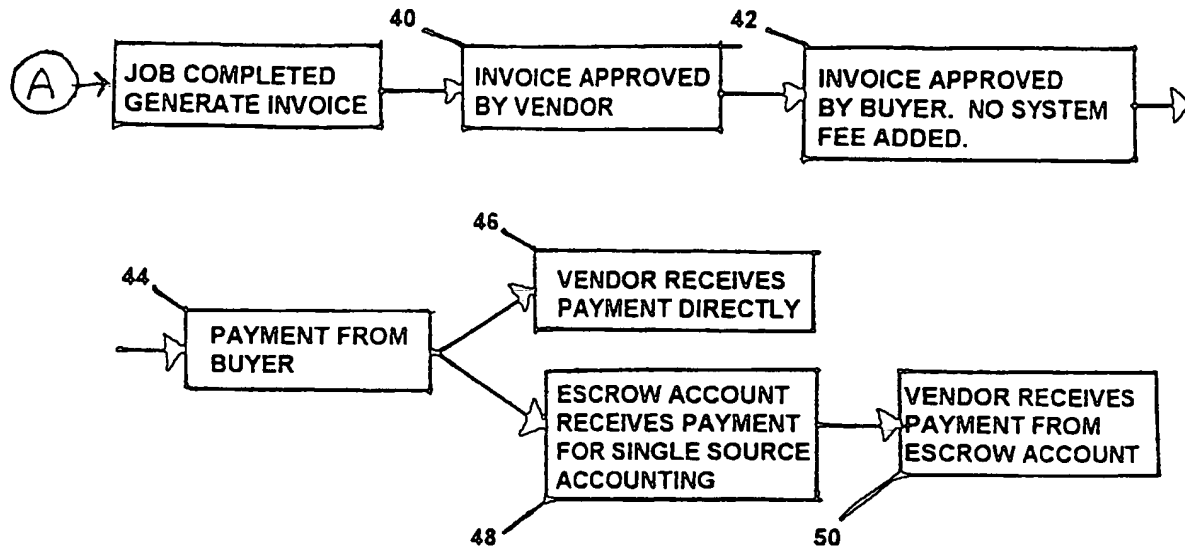 40
42
A
JOB COMPLETED
GENERATE INVOICE
INVOICE APPROVED
BY VENDOR
INVOICE APPROVED
BY BUYER. NO SYSTEM
FEE ADDED.
44
PAYMENT FROM
BUYER
46
VENDOR RECEIVES
PAYMENT DIRECTLY
ESCROW ACCOUNT
RECEIVES PAYMENT
FOR SINGLE SOURCE
ACCOUNTING
48
VENDOR RECEIVES
PAYMENT FROM
ESCROW ACCOUNT
50